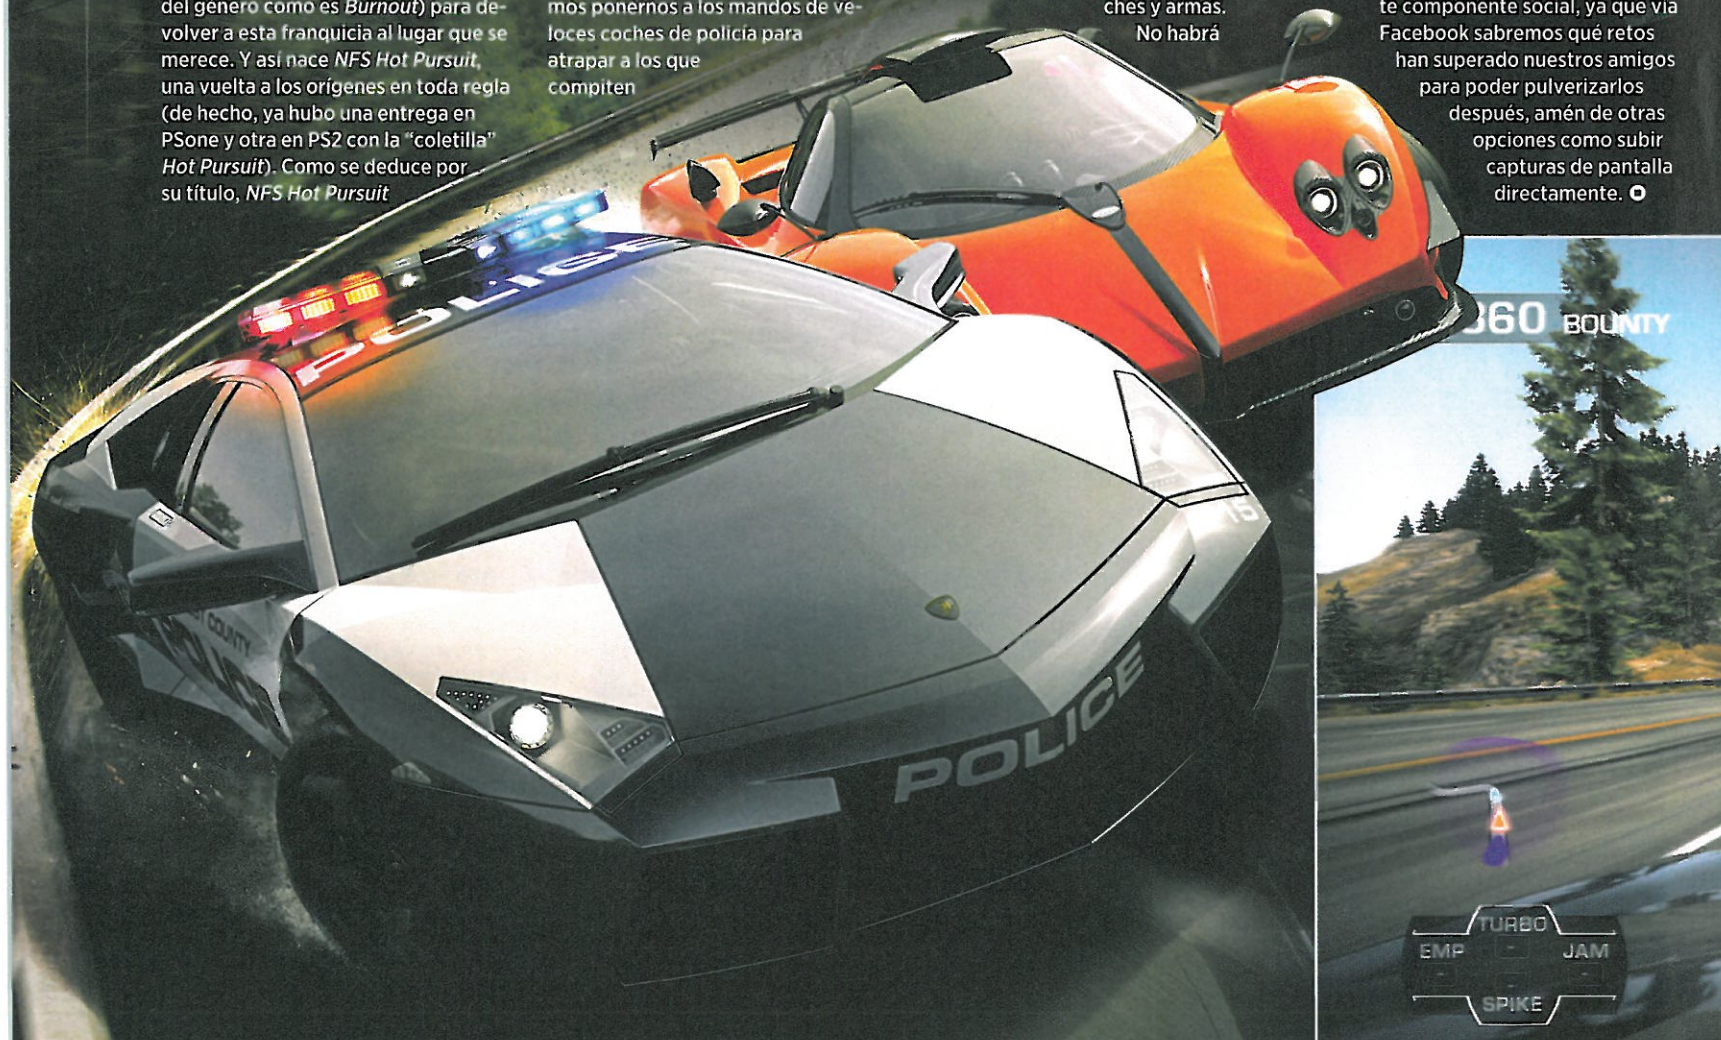 del género como es Burnout) para de-
volver a esta franquicia al lugar que se
merece. Y así nace NFS Hot Pursuit,
una vuelta a los orígenes en toda regla
(de hecho, ya hubo una entrega en
PSone y otra en PS2 con la “coletilla”
Hot Pursuit). Como se deduce por
su título, NFS Hot Pursuit
mos ponernos a los mandos de ve-
loces coches de policía para
atrapar a los que
compiten
ches y armas.
No habrá
te componente social, ya que vía
Facebook sabremos qué retos
han superado nuestros amigos
para poder pulverizarlos
después, amén de otras
opciones como subir
capturas de pantalla
directamente.
POLICE
COUNTY
POLICE
POLICE
15
360 BOUNTY
TURBO
EMP JAM
SPIKE